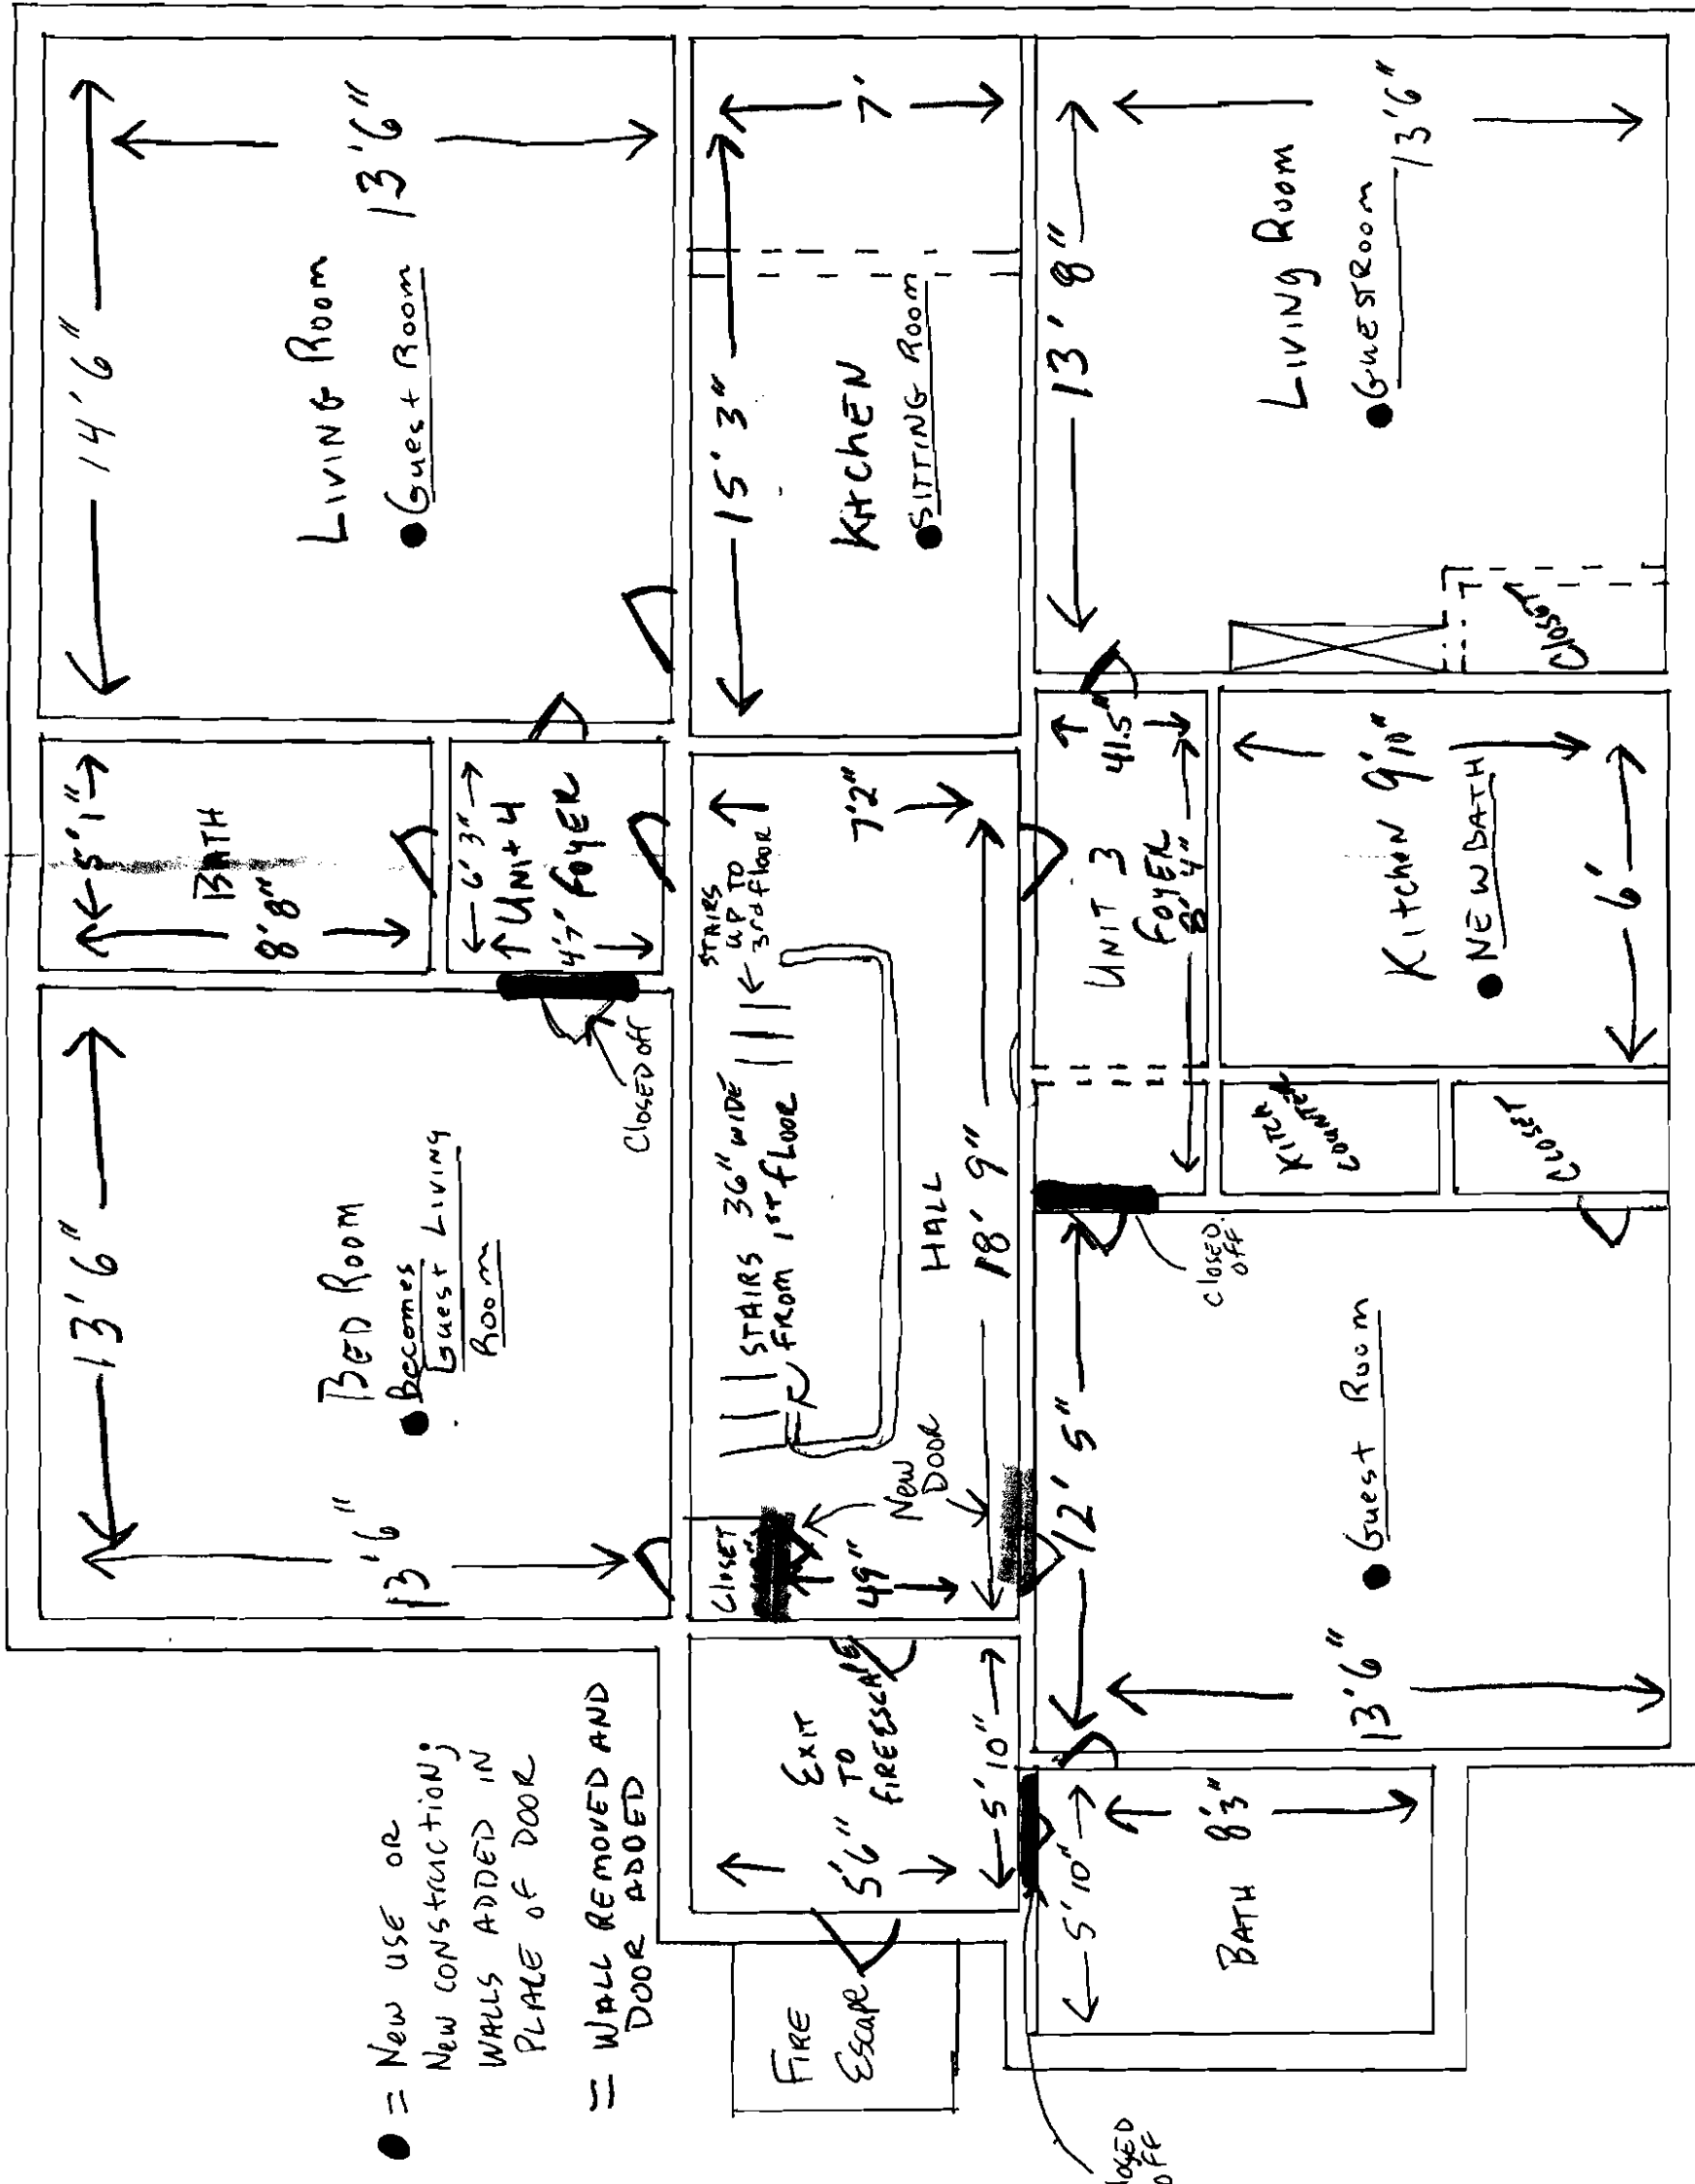 14'6"
13'6"
Living Room
Guest Room
5'1"
BATH
8'8"
6'3"
Unit 4
4'7" Foyer
13'6"
13'6"
BED ROOM
Becomes
Guest Living
Room
Closed off
15' 3"
7'
Kitchen
SITTING Room
STAIRS
UP TO
3rd floor
7'2"
STAIRS 36" WIDE
FROM 1ST FLOOR
HALL
18' 9"
Closet
49"
New
Door
Exit
TO
FIRE ESCAPE
5'6"
5'10"
FIRE
Escape
13' 8"
13'6"
Living Room
GuestRoom
Closet
41.5"
UNIT 3
Foyer
8'4"
Kitchen 9'10"
NEW BATH
6'
KITCH
COUNTER
CLOSET
Closed
OFF
12' 5"
13'6"
Guest Room
5'10"
8'3"
BATH
Closed
OFF
= New USE OR
New CONStruction;
WALLS ADDED IN
PLACE OF DOOR
= WALL REMOVED AND
DOOR ADDED